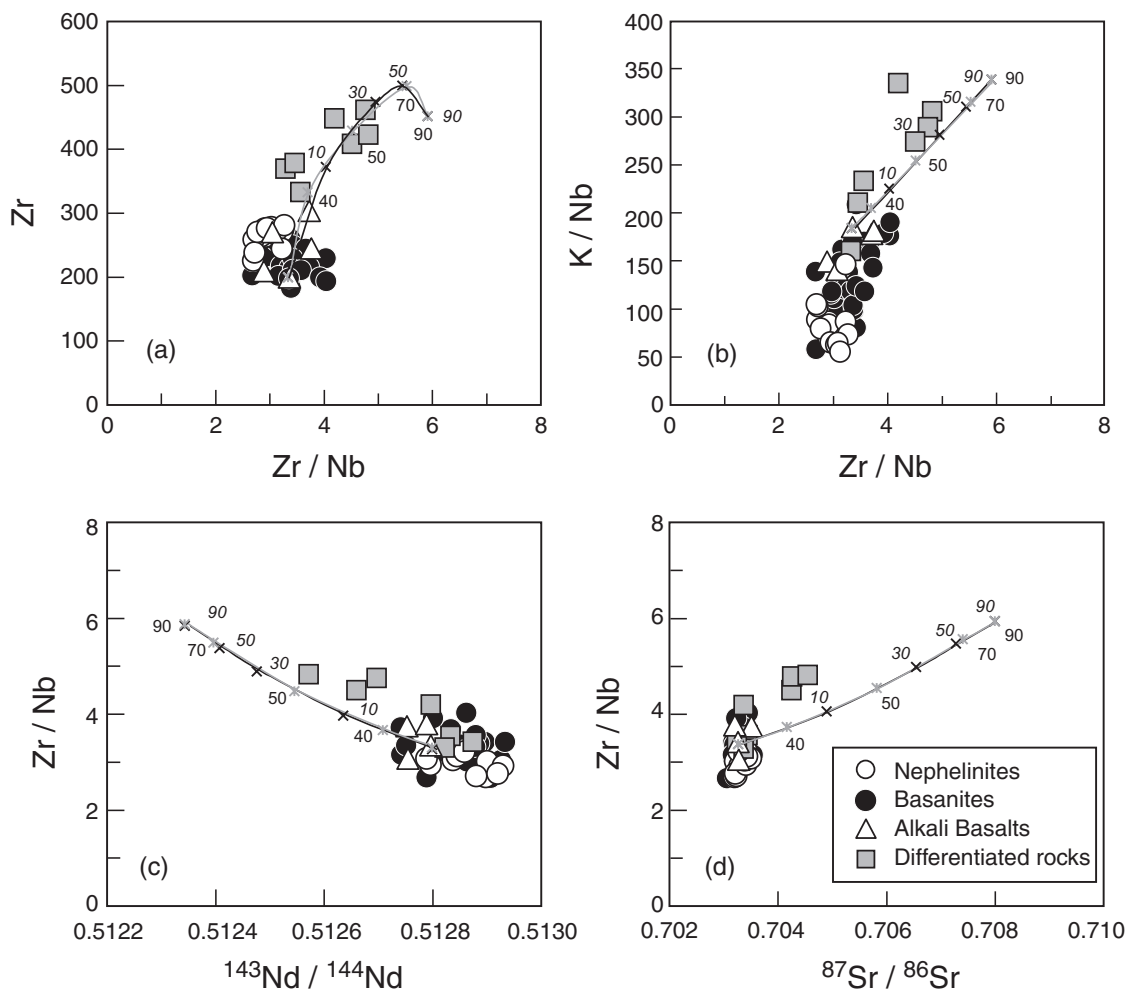 600
500
400
300
200
100
0
Zr
50
30
70
90
90
10
50
40
(a)
0 2 4 6 8
Zr / Nb
400
350
300
250
200
150
100
50
0
K / Nb
90
90
50
70
30
50
10
40
(b)
0 2 4 6 8
Zr / Nb
8
6
4
2
0
Zr / Nb
90
90
50
70
30
50
10
40
(c)
0.5122 0.5124 0.5126 0.5128 0.5130
¹⁴³Nd / ¹⁴⁴Nd
8
6
4
2
0
Zr / Nb
90
90
50
70
30
50
10
40
Nephelinites
Basanites
Alkali Basalts
Differentiated rocks
(d)
0.702 0.704 0.706 0.708 0.710
⁸⁷Sr / ⁸⁶Sr